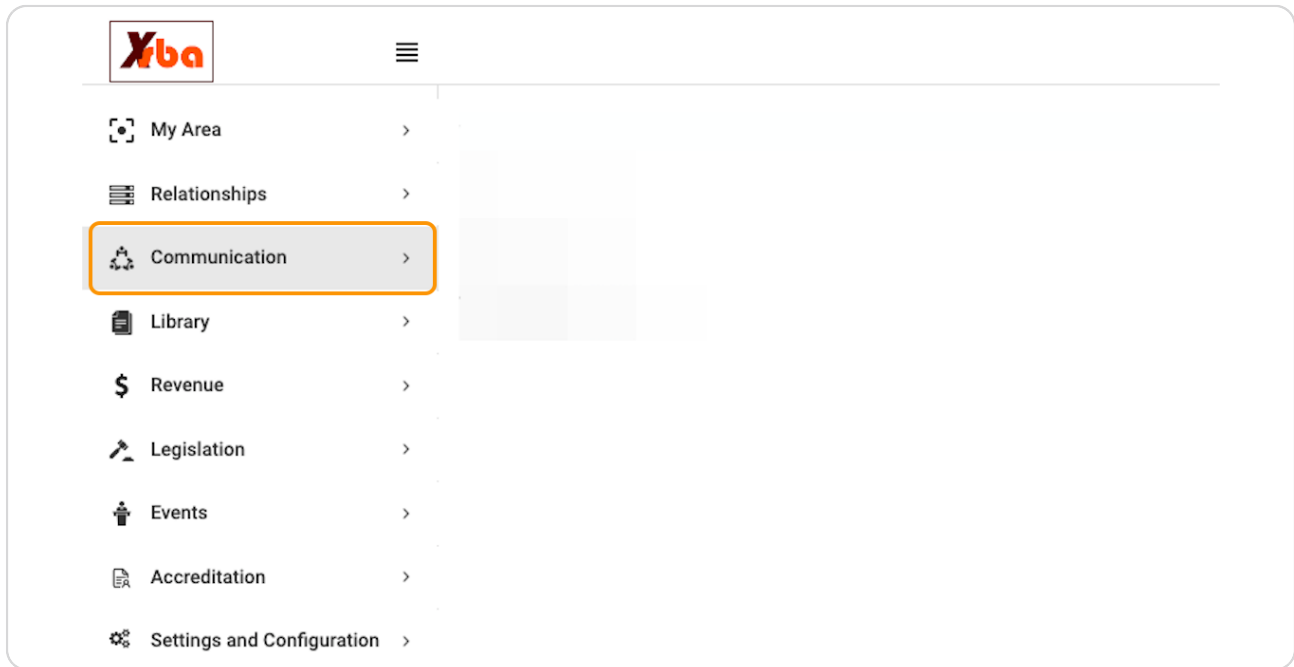 Xrba
My Area
Relationships
Communication
Library
Revenue
Legislation
Events
Accreditation
Settings and Configuration